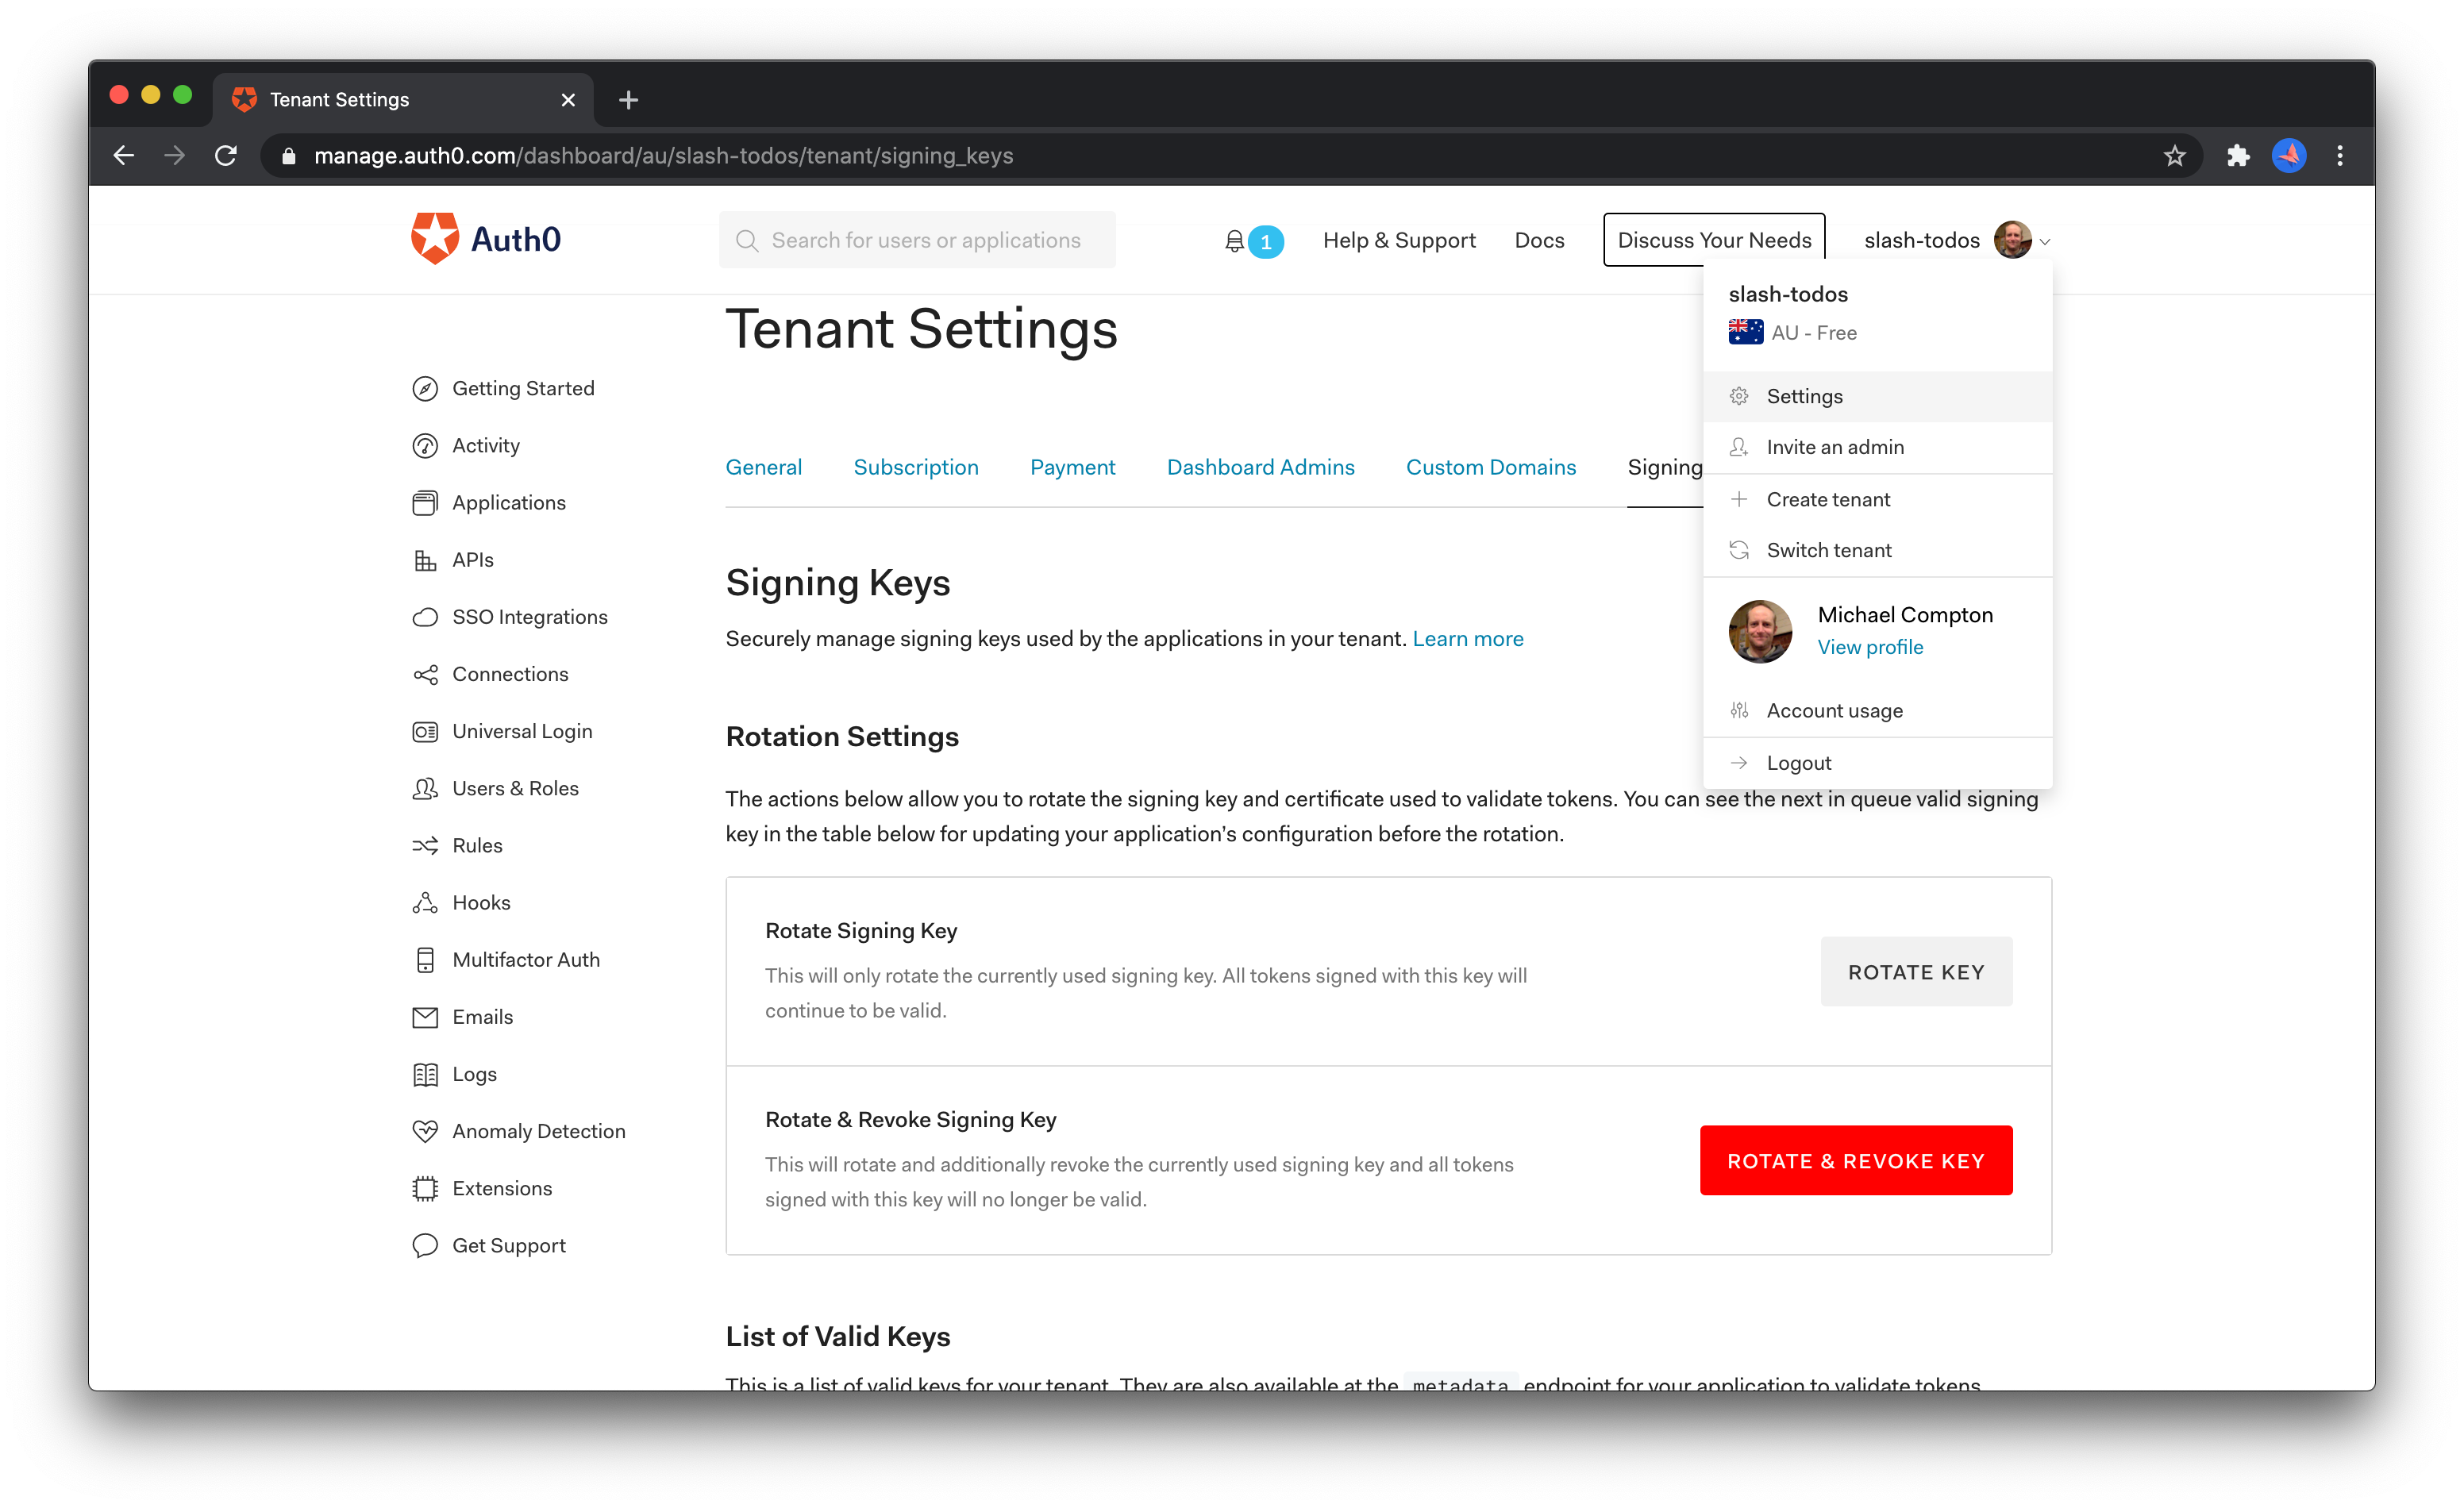 Tenant Settings
manage.auth0.com/dashboard/au/slash-todos/tenant/signing_keys
Auth0
Search for users or applications
1
Help & Support
Docs
Discuss Your Needs
slash-todos
Tenant Settings
slash-todos
AU - Free
Settings
Invite an admin
Create tenant
Switch tenant
Michael Compton
View profile
Account usage
Logout
Getting Started
Activity
Applications
APIs
SSO Integrations
Connections
Universal Login
Users & Roles
Rules
Hooks
Multifactor Auth
Emails
Logs
Anomaly Detection
Extensions
Get Support
General
Subscription
Payment
Dashboard Admins
Custom Domains
Signing
Signing Keys
Securely manage signing keys used by the applications in your tenant. Learn more
Rotation Settings
The actions below allow you to rotate the signing key and certificate used to validate tokens. You can see the next in queue valid signing
key in the table below for updating your application’s configuration before the rotation.
Rotate Signing Key
This will only rotate the currently used signing key. All tokens signed with this key will
continue to be valid.
ROTATE KEY
Rotate & Revoke Signing Key
This will rotate and additionally revoke the currently used signing key and all tokens
signed with this key will no longer be valid.
ROTATE & REVOKE KEY
List of Valid Keys
This is a list of valid keys for your tenant. They are also available at the metadata endpoint for your application to validate tokens